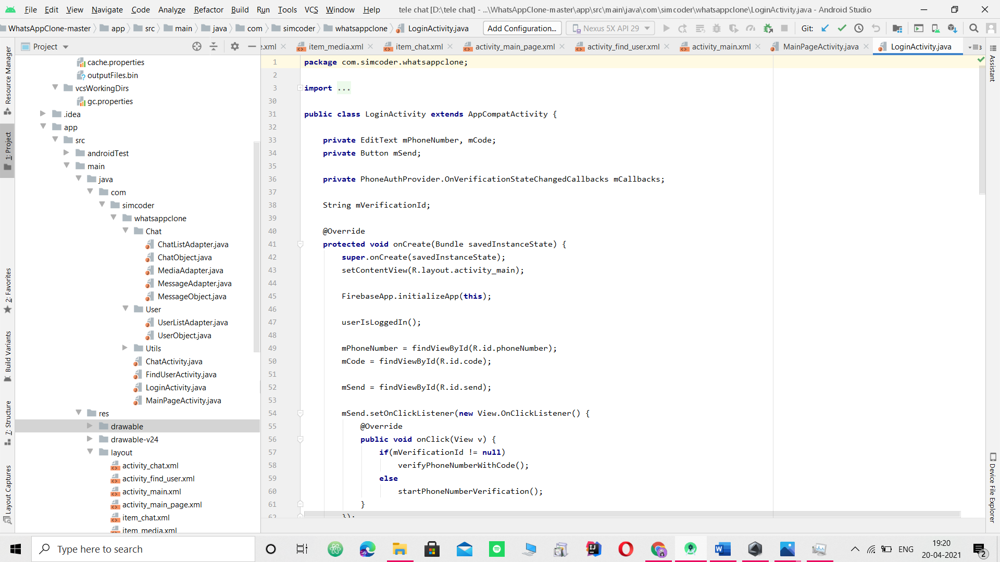 File Edit View Navigate Code Analyze Refactor Build Run Tools VCS Window Help tele chat [D:\tele chat] - ...\WhatsAppClone-master\app\src\main\java\com\simcoder\whatsappclone\LoginActivity.java - Android Studio
WhatsAppClone-master app src main java com simcoder whatsappclone LoginActivity.java Add Configuration... Nexus 5X API 29 Git:
Project
e.xml item_media.xml item_chat.xml activity_main_page.xml activity_find_user.xml activity_main.xml MainPageActivity.java LoginActivity.java 3
Resource Manager
1: Project
2: Favorites
Build Variants
7: Structure
Layout Captures
cache.properties
outputFiles.bin
vcsWorkingDirs
gc.properties
.idea
app
src
androidTest
main
java
com
simcoder
whatsappclone
Chat
ChatListAdapter.java
ChatObject.java
MediaAdapter.java
MessageAdapter.java
MessageObject.java
User
UserListAdapter.java
UserObject.java
Utils
ChatActivity.java
FindUserActivity.java
LoginActivity.java
MainPageActivity.java
res
drawable
drawable-v24
layout
activity_chat.xml
activity_find_user.xml
activity_main.xml
activity_main_page.xml
item_chat.xml
item_media.xml
1 package com.simcoder.whatsappclone;
2
3 import ...
30
31 public class LoginActivity extends AppCompatActivity {
32
33 private EditText mPhoneNumber, mCode;
34 private Button mSend;
35
36 private PhoneAuthProvider.OnVerificationStateChangedCallbacks mCallbacks;
37
38 String mVerificationId;
39
40 @Override
41 protected void onCreate(Bundle savedInstanceState) {
42 super.onCreate(savedInstanceState);
43 setContentView(R.layout.activity_main);
44
45 FirebaseApp.initializeApp(this);
46
47 userIsLoggedIn();
48
49 mPhoneNumber = findViewById(R.id.phoneNumber);
50 mCode = findViewById(R.id.code);
51
52 mSend = findViewById(R.id.send);
53
54 mSend.setOnClickListener(new View.OnClickListener() {
55 @Override
56 public void onClick(View v) {
57 if(mVerificationId != null)
58 verifyPhoneNumberWithCode();
59 else
60 startPhoneNumberVerification();
61 }
62 });
Assistant
Device File Explorer
Type here to search
ENG
19:20
20-04-2021
2